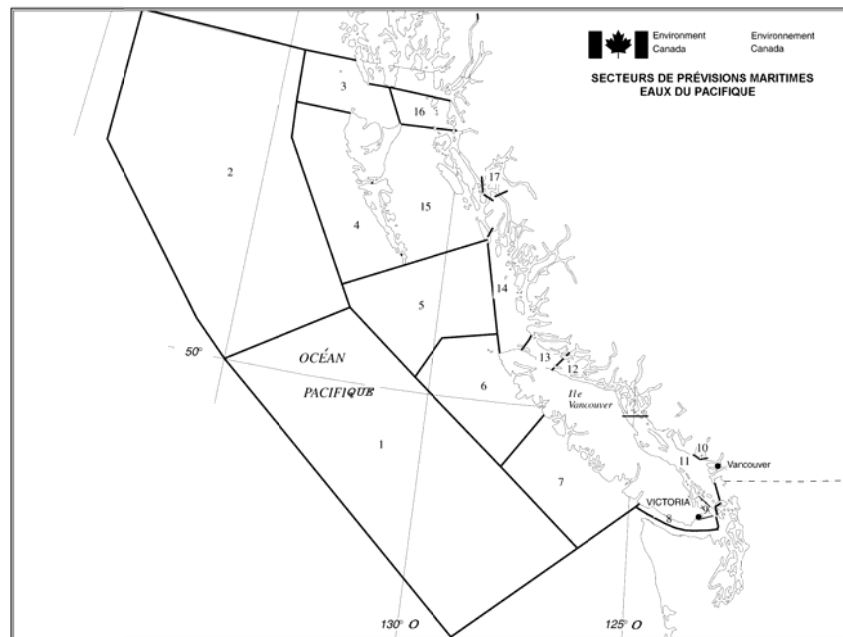 Environment
Canada
Environnement
Canada
SECTEURS DE PRÉVISIONS MARITIMES
EAUX DU PACIFIQUE
3
16
2
17
15
4
14
5
50°
OCÉAN
PACIFIQUE
13
12
6
Ile
Vancouver
1
10
11
Vancouver
7
VICTORIA
9
8
130° O
125° O